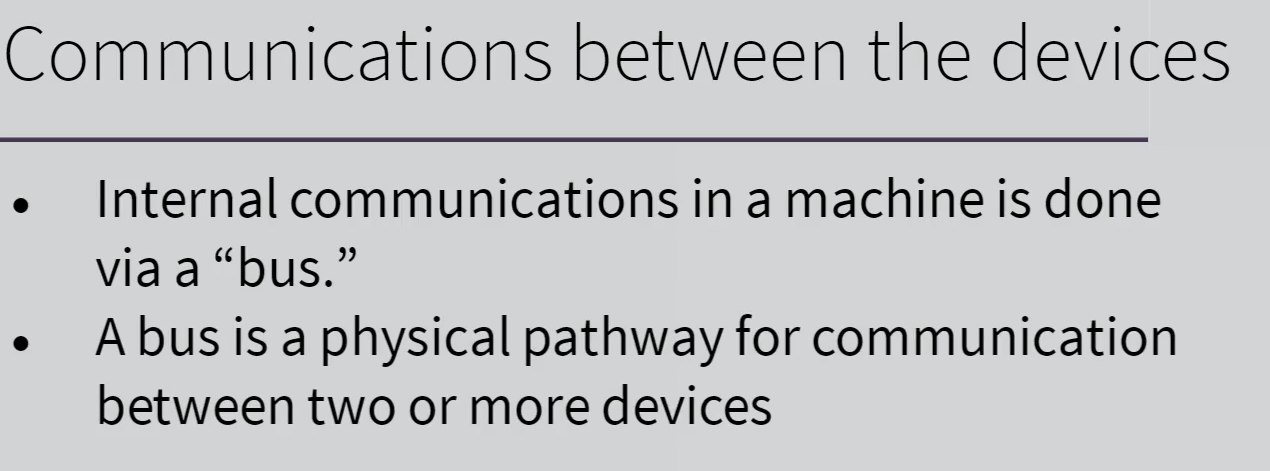 Communications between the devices
• Internal communications in a machine is done
via a “bus.”
• A bus is a physical pathway for communication
between two or more devices